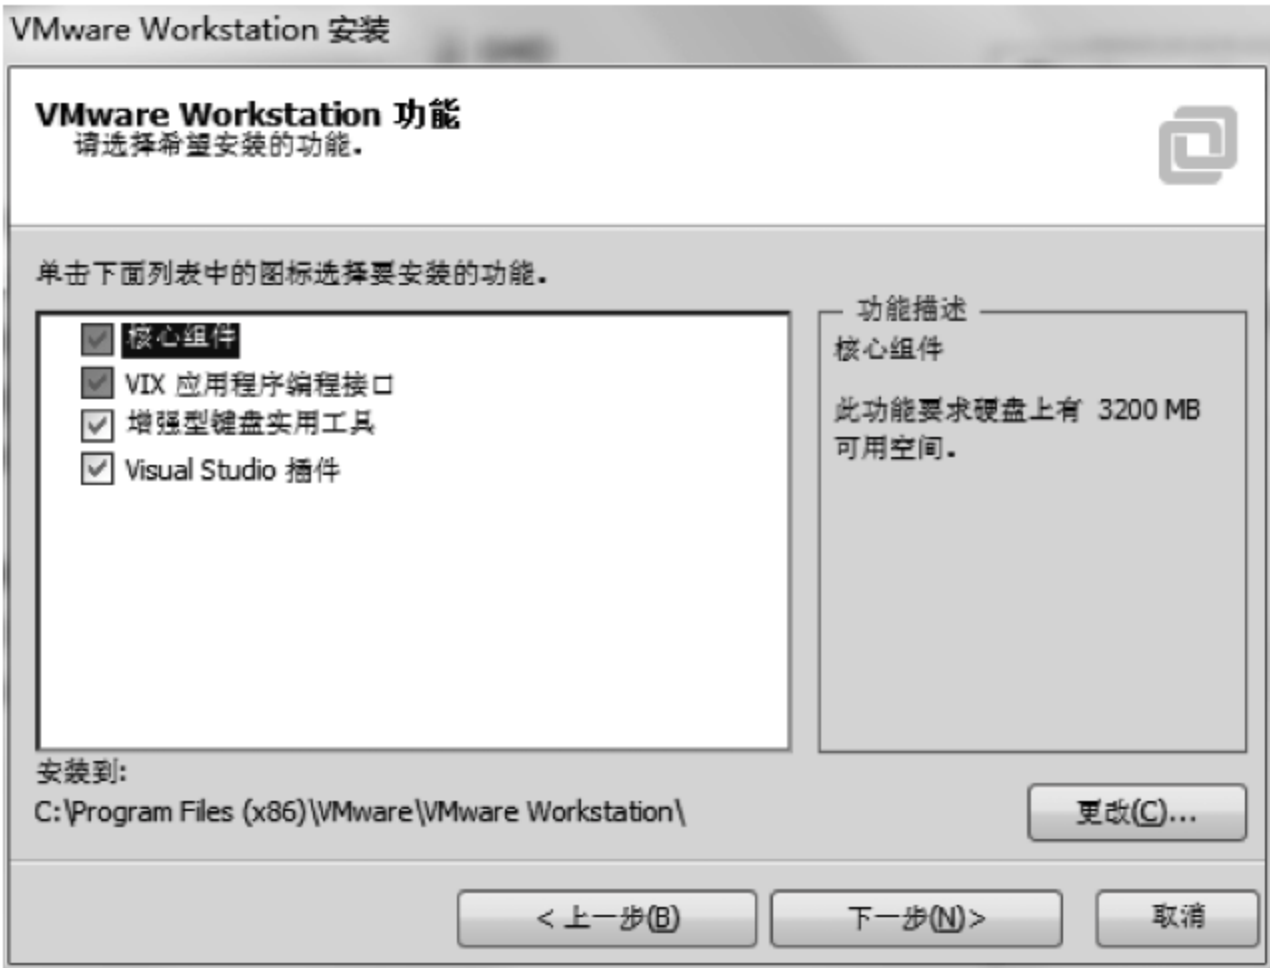 VMware Workstation 安装
VMware Workstation 功能
请选择希望安装的功能.
单击下面列表中的图标选择要安装的功能.
核心组件
VIX 应用程序编程接口
增强型键盘实用工具
Visual Studio 插件
功能描述
核心组件
此功能要求硬盘上有 3200 MB
可用空间.
安装到:
C:\Program Files (x86)\VMware\VMware Workstation\
更改(C)...
< 上一步(B)
下一步(N)>
取消